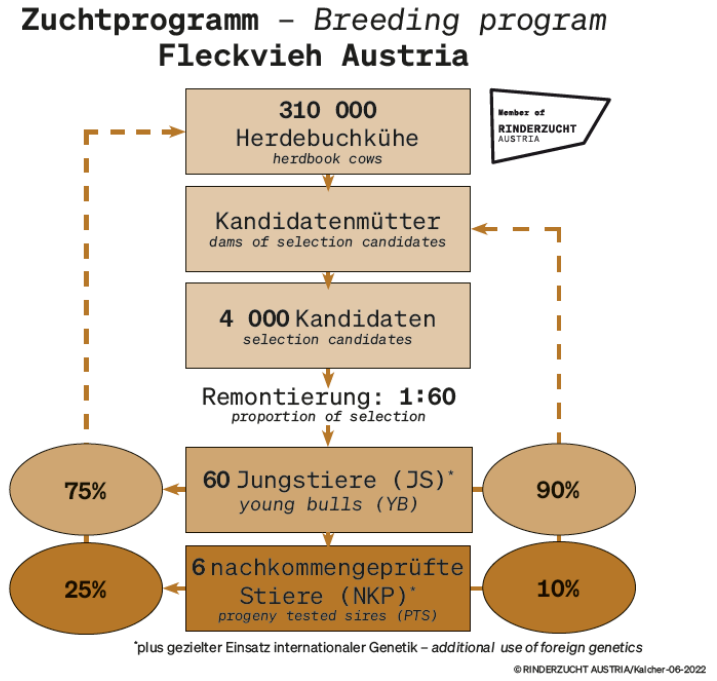 Zuchtprogramm – Breeding program
Fleckvieh Austria
310 000
Herdebuchkühe
herdbook cows
Member of
RINDERZUCHT
AUSTRIA
Kandidatenmütter
dams of selection candidates
4 000 Kandidaten
selection candidates
Remontierung: 1:60
proportion of selection
75%
60 Jungstiere (JS)*
young bulls (YB)
90%
25%
6 nachkommengeprüfte
Stiere (NKP)*
progeny tested sires (PTS)
10%
*plus gezielter Einsatz internationaler Genetik – additional use of foreign genetics
© RINDERZUCHT AUSTRIA/Kalcher-06-2022